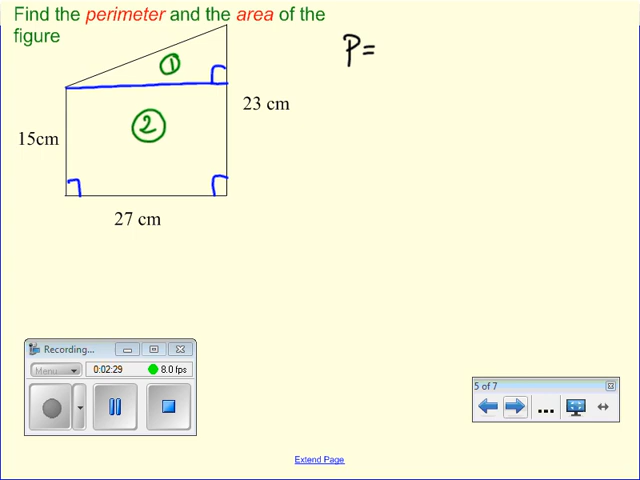 Find the perimeter and the area of the
figure
P=
①
23 cm
②
15cm
27 cm
Recording...
Menu...
0:02:29
8.0 fps
5 of 7
...
Extend Page